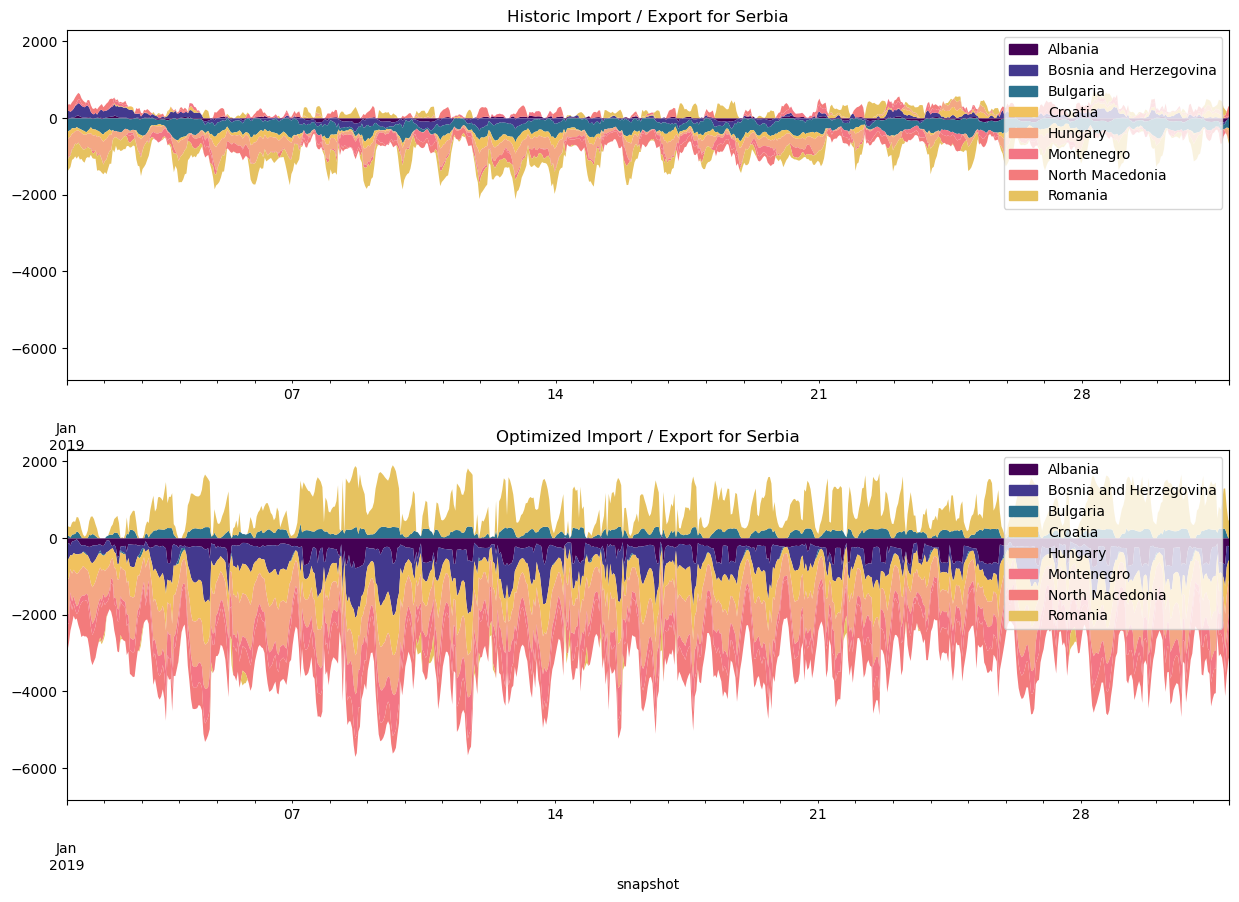 Historic Import / Export for Serbia
2000
0
−2000
−4000
−6000
Albania
Bosnia and Herzegovina
Bulgaria
Croatia
Hungary
Montenegro
North Macedonia
Romania
07
14
21
28
Jan
2019
Optimized Import / Export for Serbia
2000
0
−2000
−4000
−6000
Albania
Bosnia and Herzegovina
Bulgaria
Croatia
Hungary
Montenegro
North Macedonia
Romania
07
14
21
28
Jan
2019
snapshot